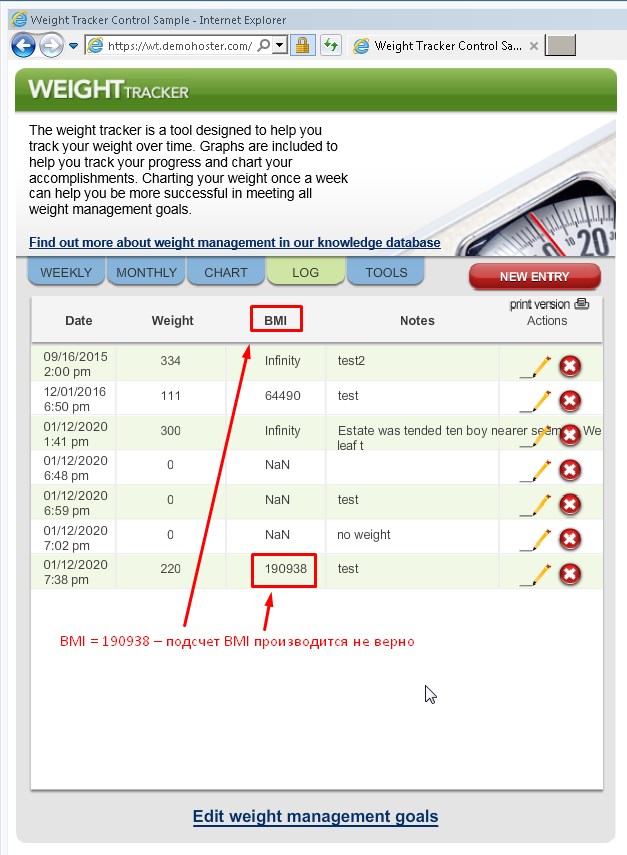 Weight Tracker Control Sample - Internet Explorer
https://wt.demohoster.com/
Weight Tracker Control Sa...
WEIGHT TRACKER
The weight tracker is a tool designed to help you
track your weight over time. Graphs are included to
help you track your progress and chart your
accomplishments. Charting your weight once a week
can help you be more successful in meeting all
weight management goals.
20
Find out more about weight management in our knowledge database
WEEKLY MONTHLY CHART LOG TOOLS NEW ENTRY
print version
Date Weight BMI Notes Actions
09/16/2015 334 Infinity test2
2:00 pm
12/01/2016 111 64490 test
6:50 pm
01/12/2020 300 Infinity Estate was tended ten boy nearer seem We
1:41 pm leaf t
01/12/2020 0 NaN
6:48 pm
01/12/2020 0 NaN test
6:59 pm
01/12/2020 0 NaN no weight
7:02 pm
01/12/2020 220 190938 test
7:38 pm
BMI = 190938 – подсчет BMI производится не верно
Edit weight management goals